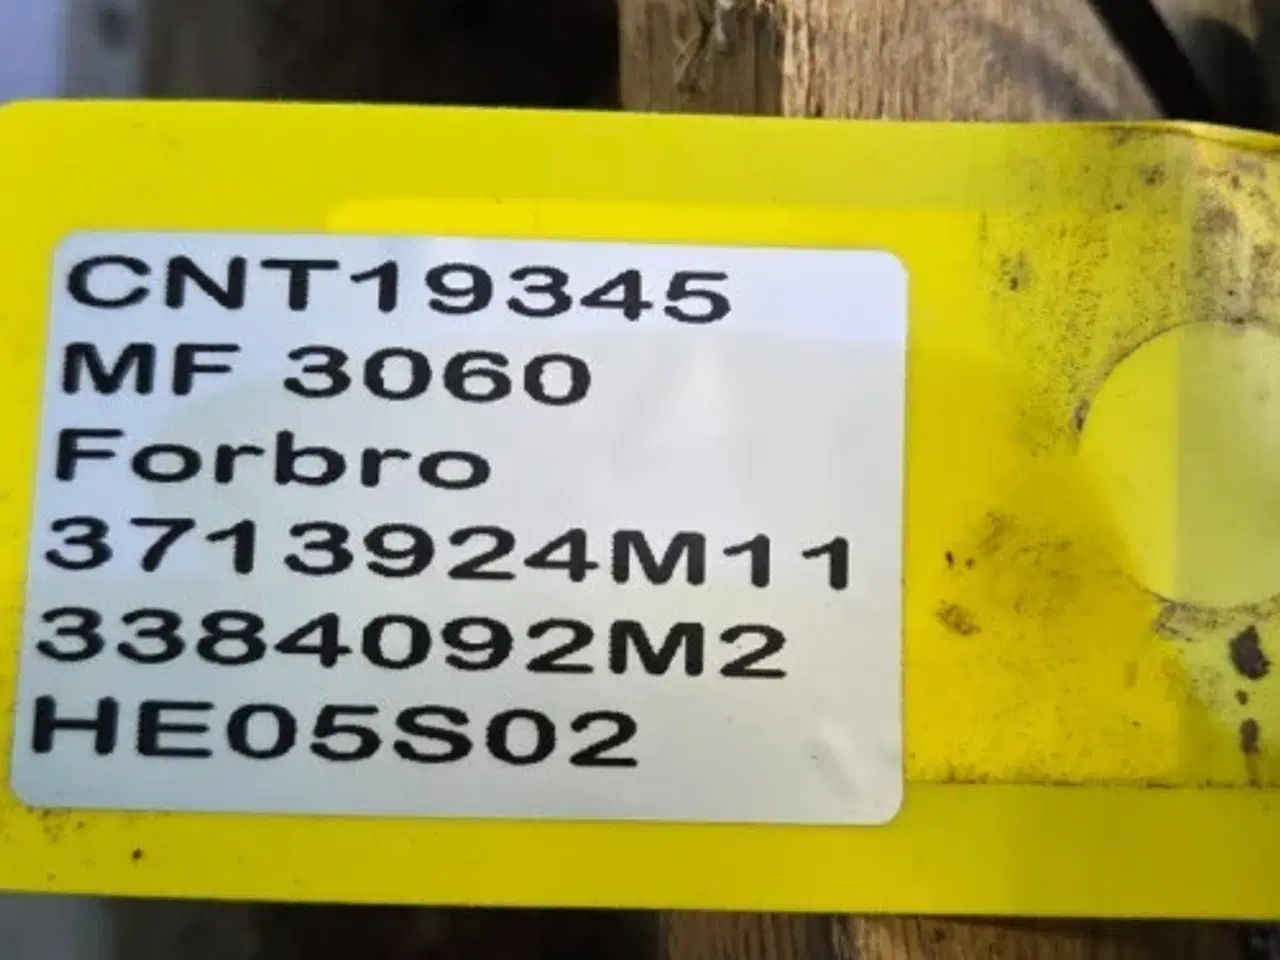 CNT19345
MF 3060
Forbro
3713924M11
3384092M2
HE05S02